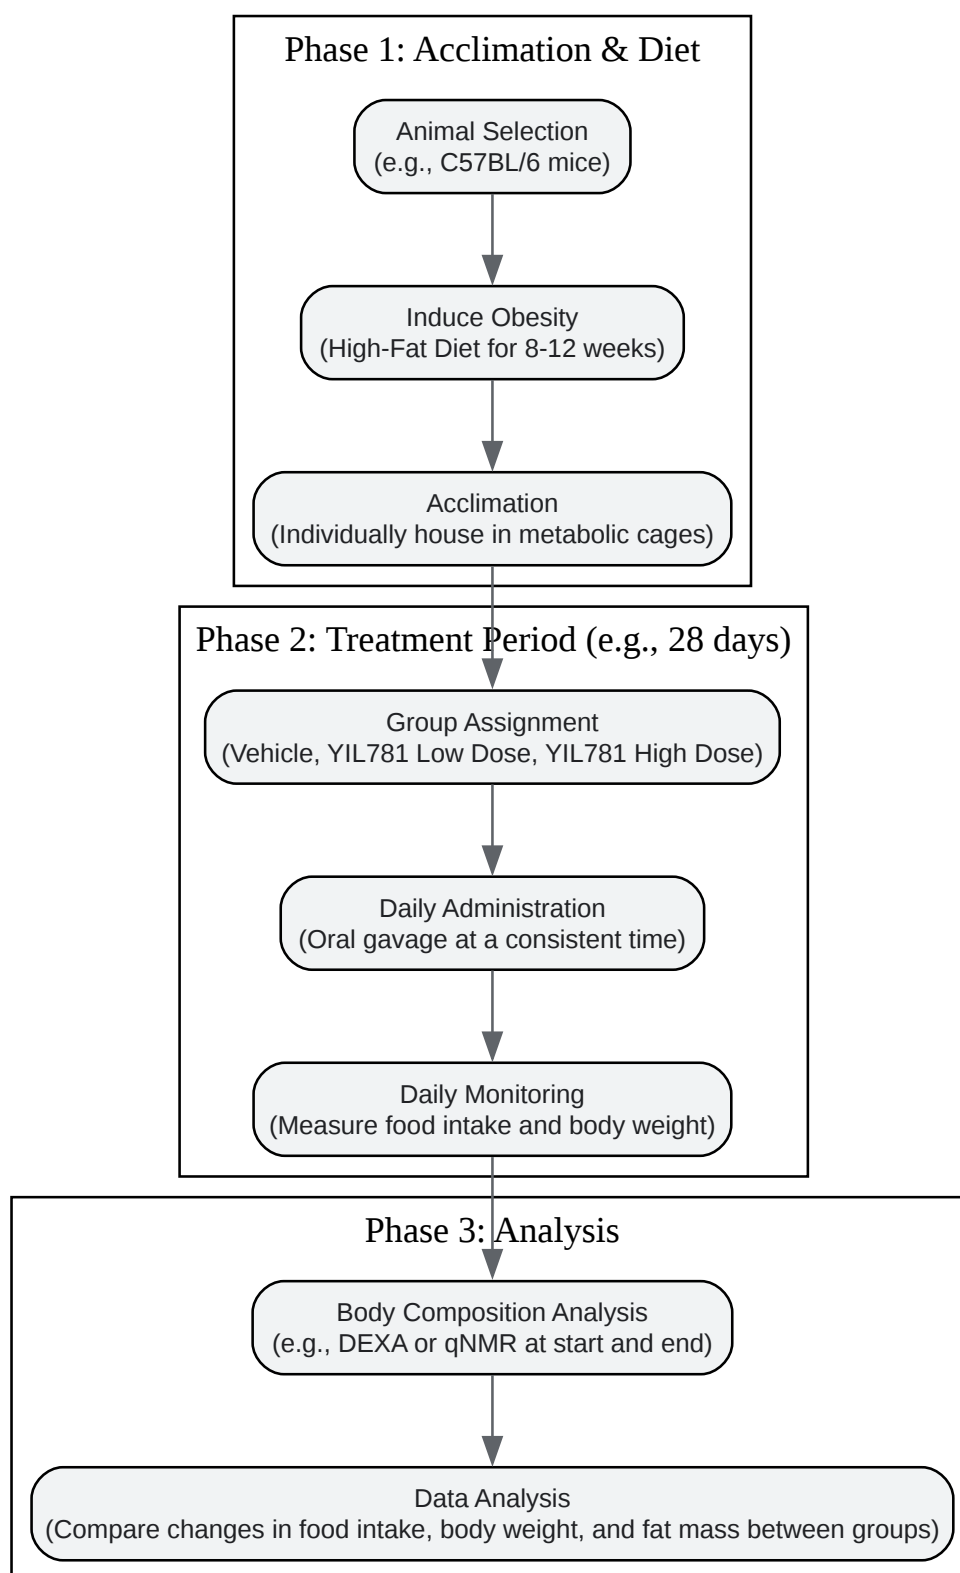 Phase 1: Acclimation & Diet
Animal Selection
(e.g., C57BL/6 mice)
Induce Obesity
(High-Fat Diet for 8-12 weeks)
Acclimation
(Individually house in metabolic cages)
Phase 2: Treatment Period (e.g., 28 days)
Group Assignment
(Vehicle, YIL781 Low Dose, YIL781 High Dose)
Daily Administration
(Oral gavage at a consistent time)
Daily Monitoring
(Measure food intake and body weight)
Phase 3: Analysis
Body Composition Analysis
(e.g., DEXA or qNMR at start and end)
Data Analysis
(Compare changes in food intake, body weight, and fat mass between groups)